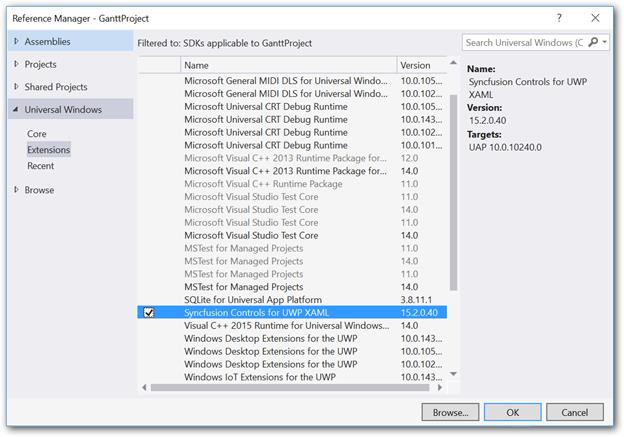 Reference Manager - GanttProject
? X
Assemblies
Projects
Shared Projects
Universal Windows
Core
Extensions
Recent
Browse
Filtered to: SDKs applicable to GanttProject
Name Version
Microsoft General MIDI DLS for Universal Windo... 10.0.105...
Microsoft General MIDI DLS for Universal Windo... 10.0.102...
Microsoft Universal CRT Debug Runtime 10.0.105...
Microsoft Universal CRT Debug Runtime 10.0.143...
Microsoft Universal CRT Debug Runtime 10.0.102...
Microsoft Universal CRT Debug Runtime 10.0.101...
Microsoft Visual C++ 2013 Runtime Package for... 12.0
Microsoft Visual C++ 2013 Runtime Package for... 14.0
Microsoft Visual C++ Runtime Package 11.0
Microsoft Visual Studio Test Core 11.0
Microsoft Visual Studio Test Core 14.0
Microsoft Visual Studio Test Core 11.0
Microsoft Visual Studio Test Core 14.0
MSTest for Managed Projects 11.0
MSTest for Managed Projects 14.0
MSTest for Managed Projects 11.0
MSTest for Managed Projects 14.0
SQLite for Universal App Platform 3.8.11.1
Syncfusion Controls for UWP XAML 15.2.0.40
Visual C++ 2015 Runtime for Universal Windows... 14.0
Windows Desktop Extensions for the UWP 10.0.143...
Windows Desktop Extensions for the UWP 10.0.105...
Windows Desktop Extensions for the UWP 10.0.102...
Windows IoT Extensions for the UWP 10.0.143...
Search Universal Windows (C
Name:
Syncfusion Controls for UWP
XAML
Version:
15.2.0.40
Targets:
UAP 10.0.10240.0
Browse... OK Cancel